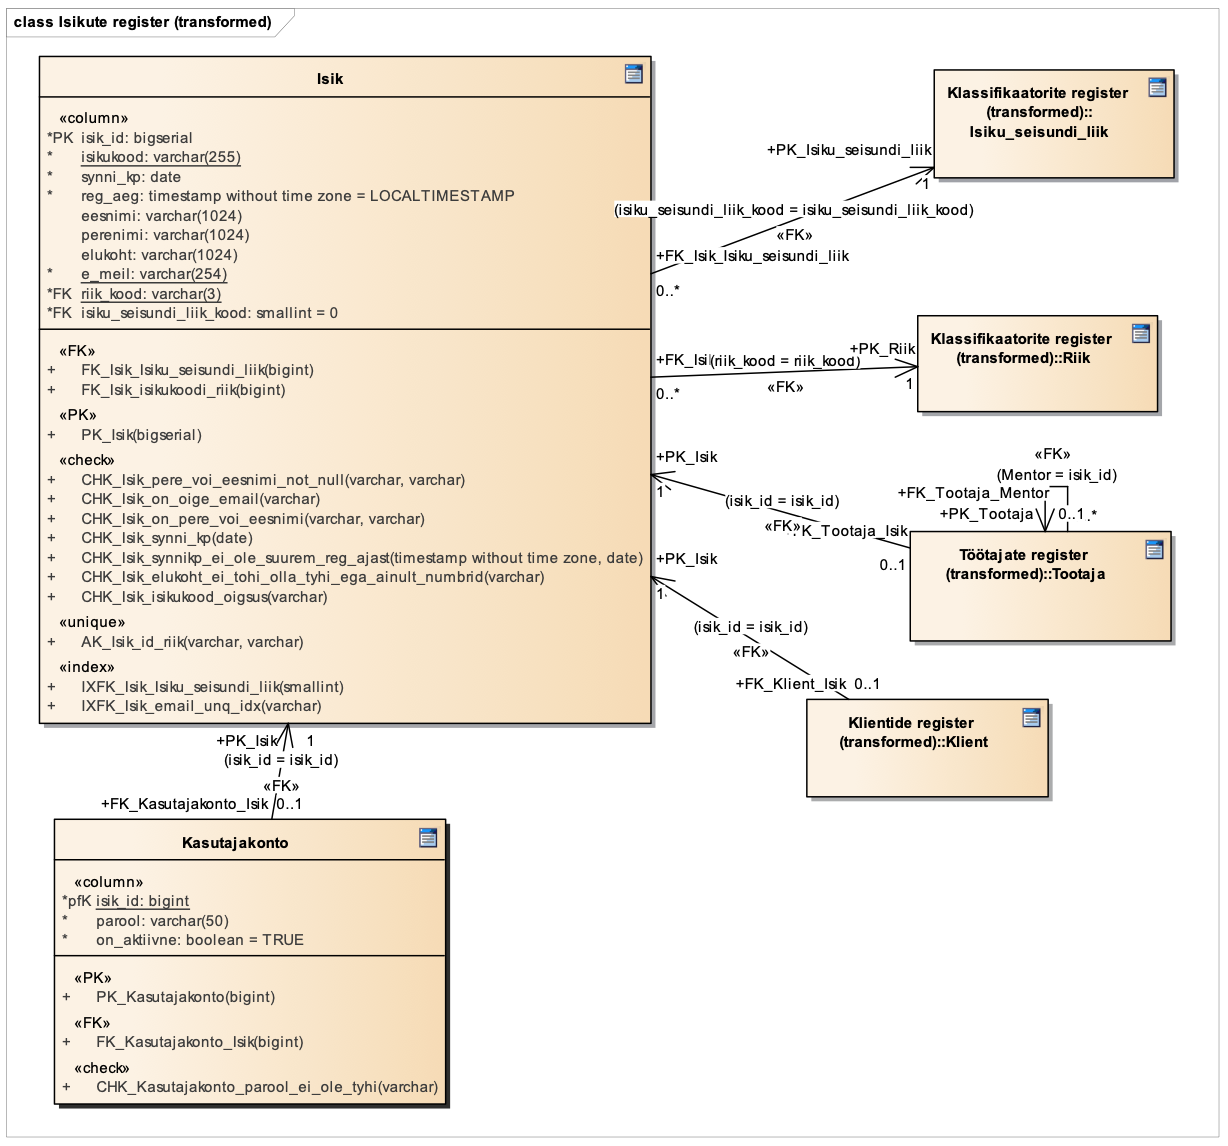 class Isikute register (transformed)
Isik
«column»
*PK isik_id: bigserial
* isikukood: varchar(255)
* synni_kp: date
* reg_aeg: timestamp without time zone = LOCALTIMESTAMP
eesnimi: varchar(1024)
perenimi: varchar(1024)
elukoht: varchar(1024)
* e_meil: varchar(254)
*FK riik_kood: varchar(3)
*FK isiku_seisundi_liik_kood: smallint = 0
«FK»
+ FK_Isik_Isiku_seisundi_liik(bigint)
+ FK_Isik_isikukoodi_riik(bigint)
«PK»
+ PK_Isik(bigserial)
«check»
+ CHK_Isik_pere_voi_eesnimi_not_null(varchar, varchar)
+ CHK_Isik_on_oige_email(varchar)
+ CHK_Isik_on_pere_voi_eesnimi(varchar, varchar)
+ CHK_Isik_synni_kp(date)
+ CHK_Isik_synnikp_ei_ole_suurem_reg_ajast(timestamp without time zone, date)
+ CHK_Isik_elukoht_ei_tohi_olla_tyhi_ega_ainult_numbrid(varchar)
+ CHK_Isik_isikukood_oigsus(varchar)
«unique»
+ AK_Isik_id_riik(varchar, varchar)
«index»
+ IXFK_Isik_Isiku_seisundi_liik(smallint)
+ IXFK_Isik_email_unq_idx(varchar)
Klassifikaatorite register
(transformed)::
Isiku_seisundi_liik
+PK_Isiku_seisundi_liik
1
(isiku_seisundi_liik_kood = isiku_seisundi_liik_kood)
«FK»
+FK_Isik_Isiku_seisundi_liik
0..*
Klassifikaatorite register
(transformed)::Riik
+PK_Riik
1
+FK_Isi
(riik_kood = riik_kood)
«FK»
0..*
«FK»
(Mentor = isik_id)
+FK_Tootaja_Mentor
+PK_Tootaja
0..1
.*
Töötajate register
(transformed)::Tootaja
+PK_Isik
1
(isik_id = isik_id)
«FK»
K_Tootaja_Isik
0..1
+PK_Isik
1
(isik_id = isik_id)
«FK»
+FK_Klient_Isik 0..1
Klientide register
(transformed)::Klient
+PK_Isik 1
(isik_id = isik_id)
«FK»
+FK_Kasutajakonto_Isik 0..1
Kasutajakonto
«column»
*pfK isik_id: bigint
* parool: varchar(50)
* on_aktiivne: boolean = TRUE
«PK»
+ PK_Kasutajakonto(bigint)
«FK»
+ FK_Kasutajakonto_Isik(bigint)
«check»
+ CHK_Kasutajakonto_parool_ei_ole_tyhi(varchar)